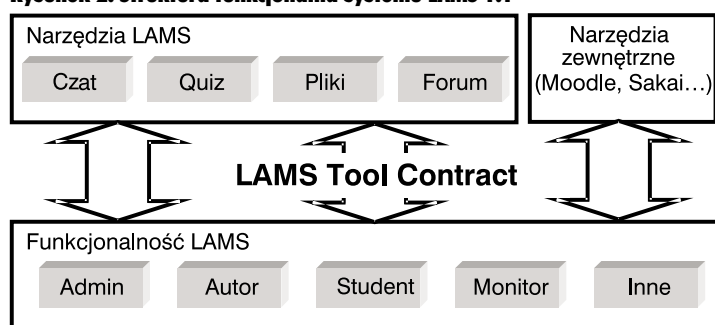 Narzędzia LAMS
Czat Quiz Pliki Forum
Narzędzia
zewnętrzne
(Moodle, Sakai...)
LAMS Tool Contract
Funkcjonalność LAMS
Admin Autor Student Monitor Inne